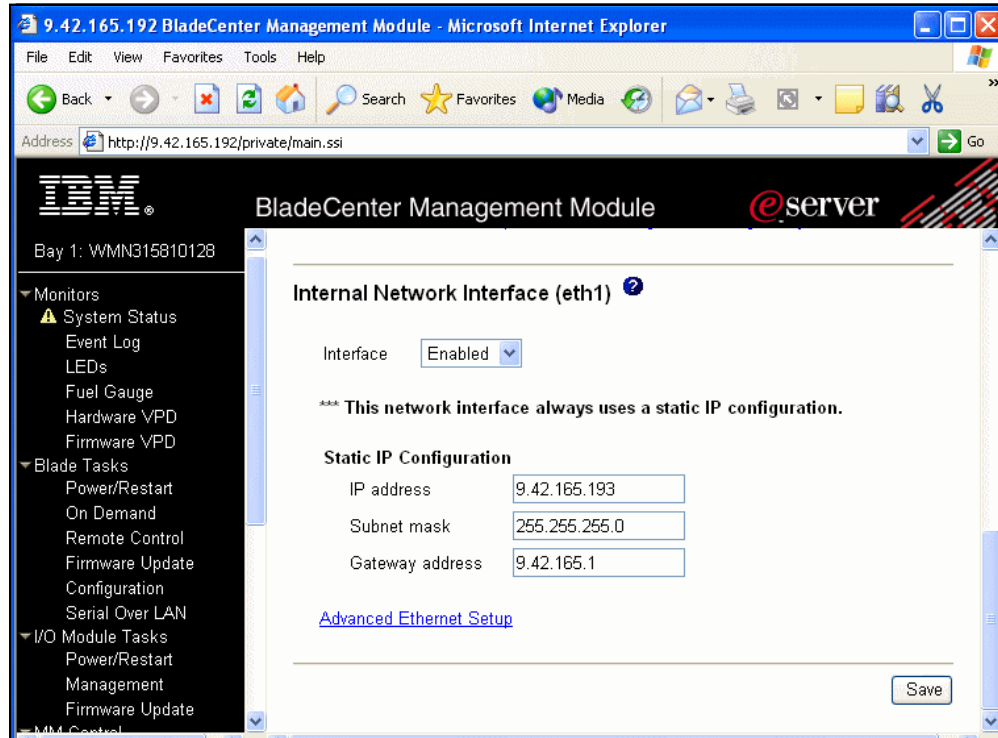 9.42.165.192 BladeCenter Management Module - Microsoft Internet Explorer
File Edit View Favorites Tools Help
Back Search Favorites Media
Address http://9.42.165.192/private/main.ssi Go
IBM®
BladeCenter Management Module
eserver
Bay 1: WMN315810128
Monitors
System Status
Event Log
LEDs
Fuel Gauge
Hardware VPD
Firmware VPD
Blade Tasks
Power/Restart
On Demand
Remote Control
Firmware Update
Configuration
Serial Over LAN
I/O Module Tasks
Power/Restart
Management
Firmware Update
MM Control
Internal Network Interface (eth1) ?
Interface Enabled
*** This network interface always uses a static IP configuration.
Static IP Configuration
IP address 9.42.165.193
Subnet mask 255.255.255.0
Gateway address 9.42.165.1
Advanced Ethernet Setup
Save